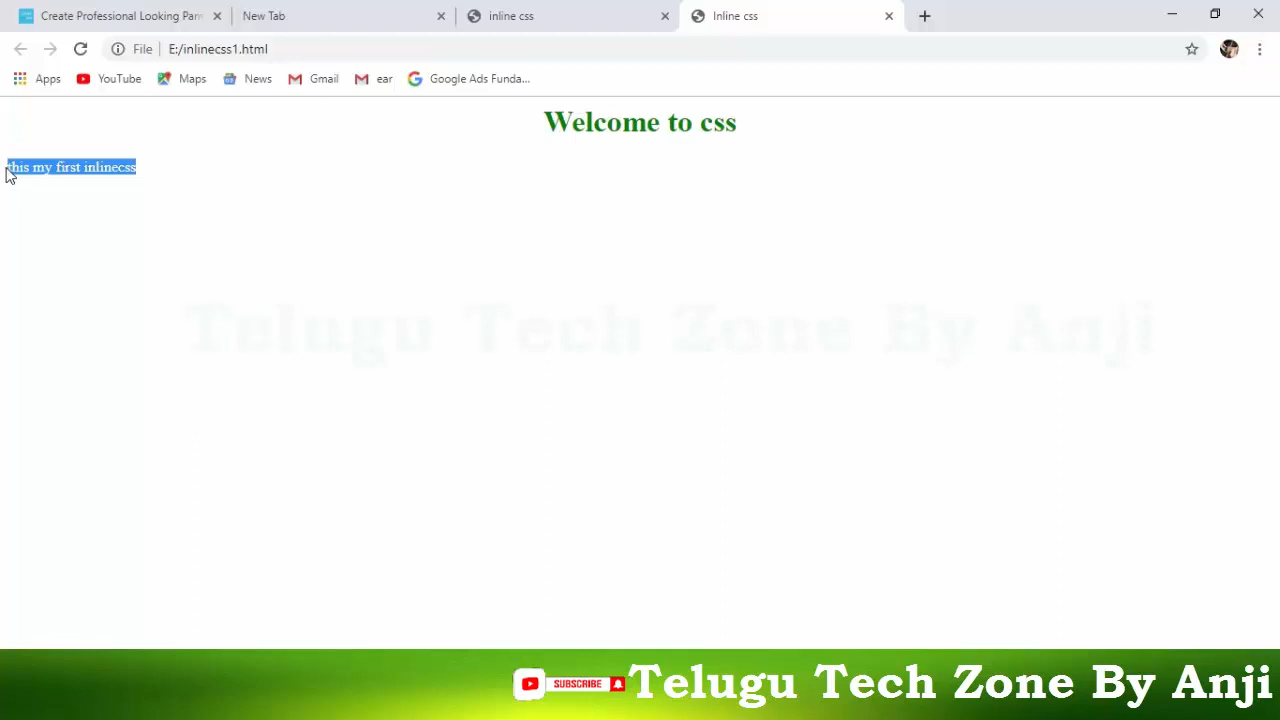 Create Professional Looking Pam
New Tab
inline css
Inline css
File
E:/inlinecss1.html
Apps
YouTube
Maps
News
Gmail
ear
Google Ads Funda...
Welcome to css
this my first inlinecss
Telugu Tech Zone By Anji
SUBSCRIBE
Telugu Tech Zone By Anji